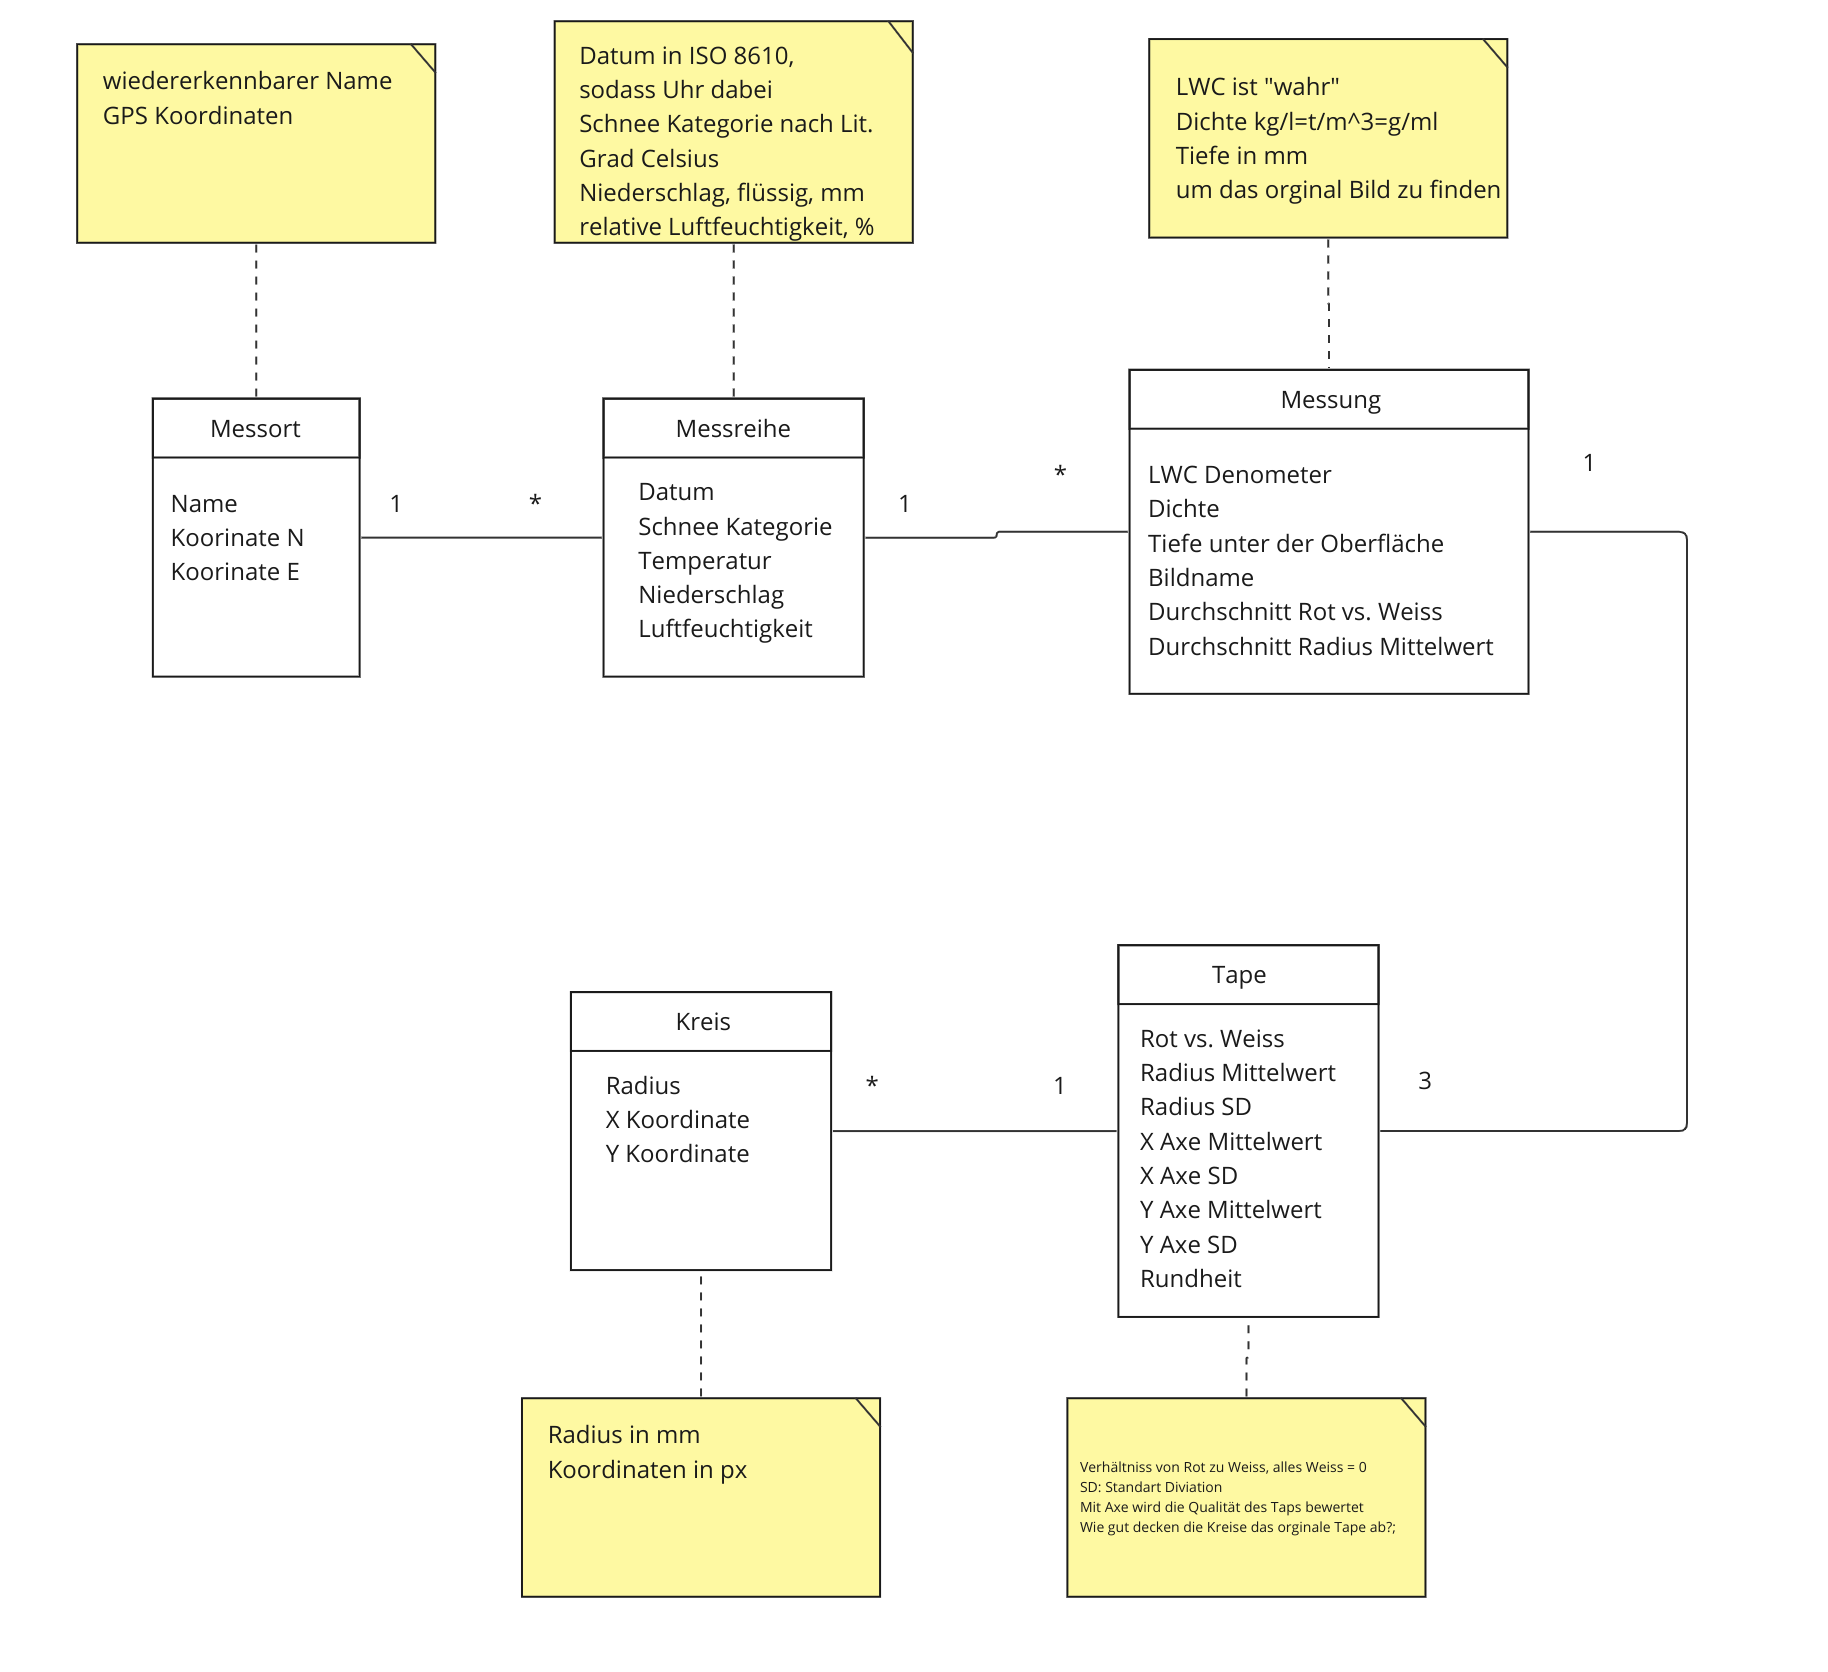 wiedererkennbarer Name
GPS Koordinaten
Datum in ISO 8610,
sodass Uhr dabei
Schnee Kategorie nach Lit.
Grad Celsius
Niederschlag, flüssig, mm
relative Luftfeuchtigkeit, %
LWC ist "wahr"
Dichte kg/l=t/m^3=g/ml
Tiefe in mm
um das orginal Bild zu finden
Messort
Name
Koorinate N
Koorinate E
1
*
Messreihe
Datum
Schnee Kategorie
Temperatur
Niederschlag
Luftfeuchtigkeit
1
*
Messung
LWC Denometer
Dichte
Tiefe unter der Oberfläche
Bildname
Durchschnitt Rot vs. Weiss
Durchschnitt Radius Mittelwert
1
Kreis
Radius
X Koordinate
Y Koordinate
*
1
Tape
Rot vs. Weiss
Radius Mittelwert
Radius SD
X Axe Mittelwert
X Axe SD
Y Axe Mittelwert
Y Axe SD
Rundheit
3
Radius in mm
Koordinaten in px
Verhältniss von Rot zu Weiss, alles Weiss = 0
SD: Standart Diviation
Mit Axe wird die Qualität des Taps bewertet
Wie gut decken die Kreise das orginale Tape ab?;